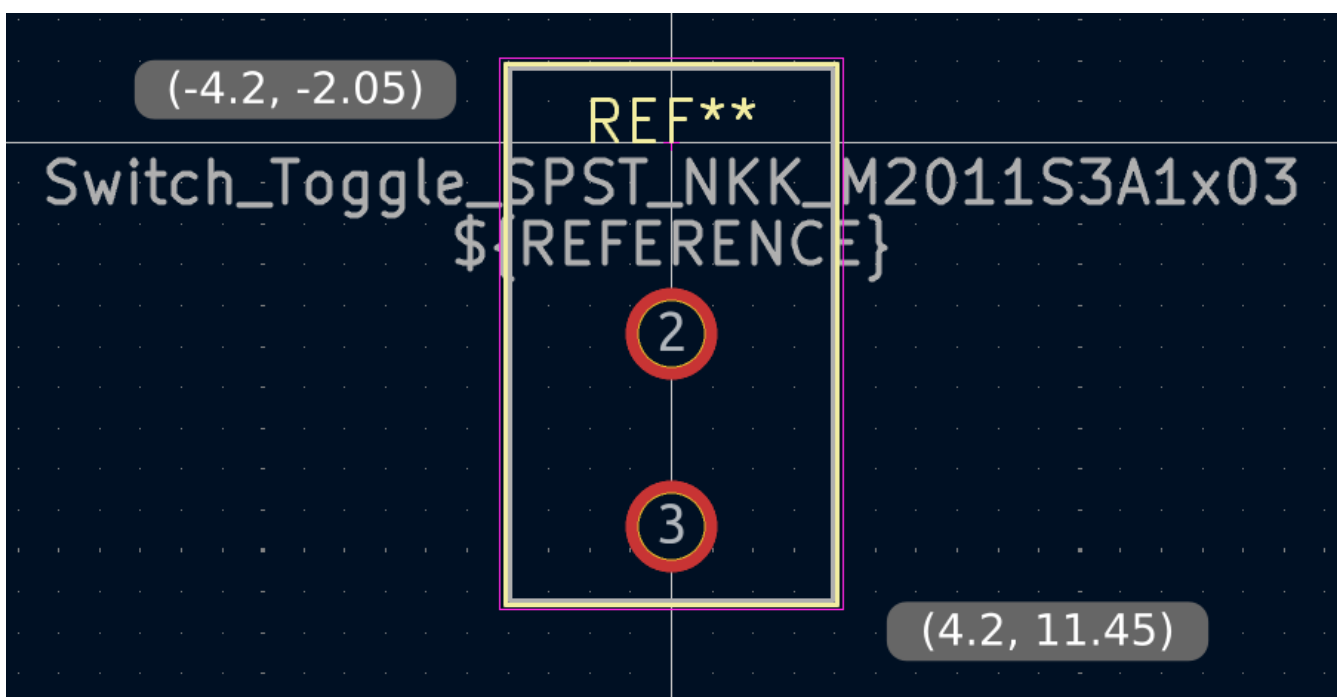 (-4.2, -2.05)
REF**
Switch_Toggle_SPST_NKK_M2011S3A1x03
${REFERENCE}
2
3
(4.2, 11.45)